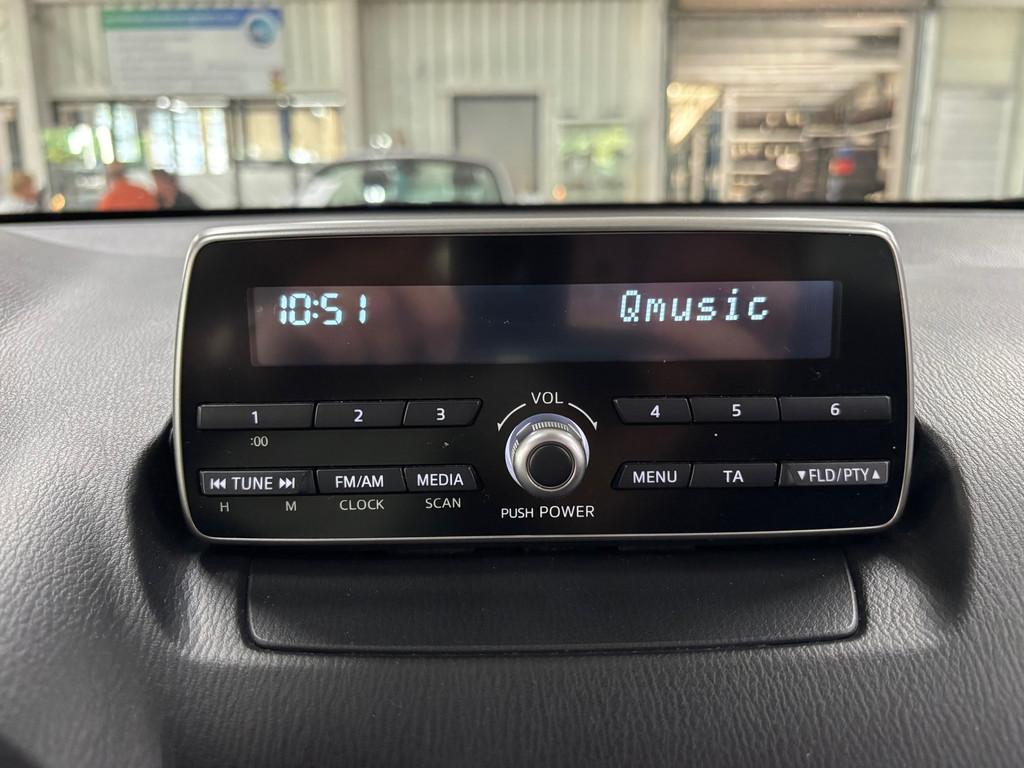 10:51 Qmusic
1 2 3 VOL 4 5 6
:00
TUNE FM/AM MEDIA MENU TA ▼FLD/PTY▲
H M CLOCK SCAN
PUSH POWER